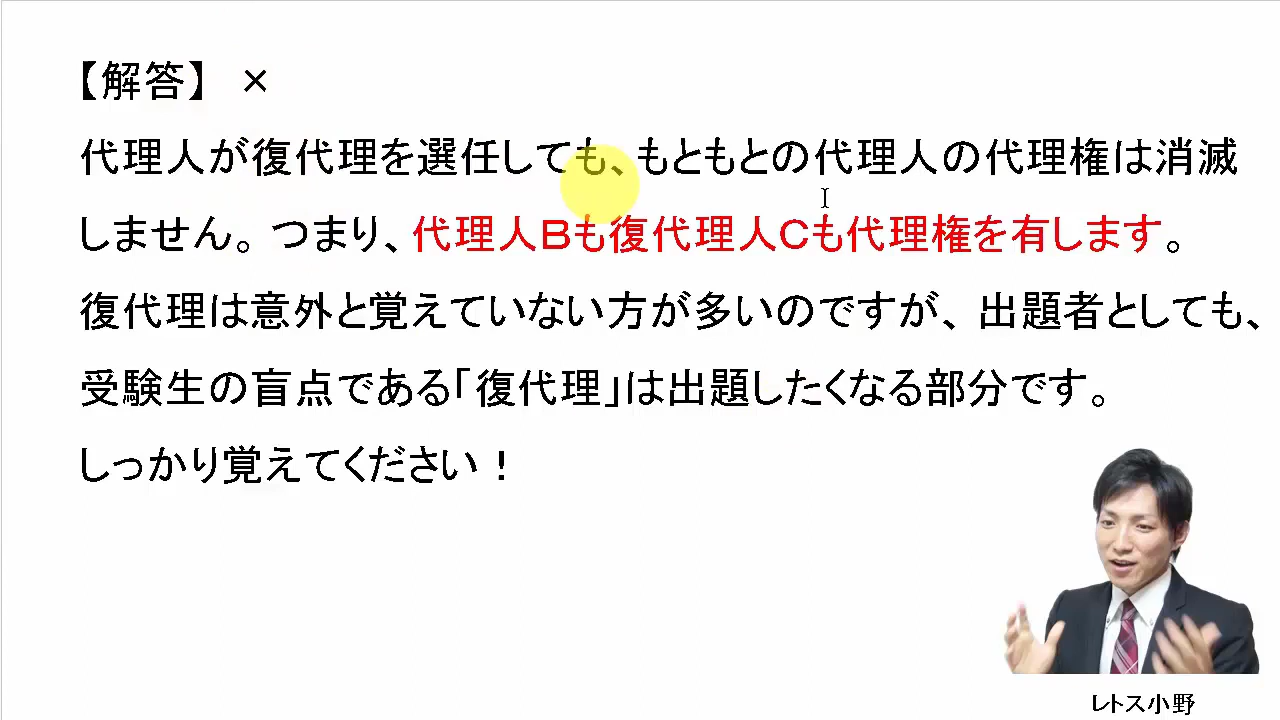 【解答】 ×
代理人が復代理を選任しても、もともとの代理人の代理権は消滅
しません。つまり、代理人Bも復代理人Cも代理権を有します。
復代理は意外と覚えていない方が多いのですが、出題者としても、
受験生の盲点である「復代理」は出題したくなる部分です。
しっかり覚えてください！
レトス小野